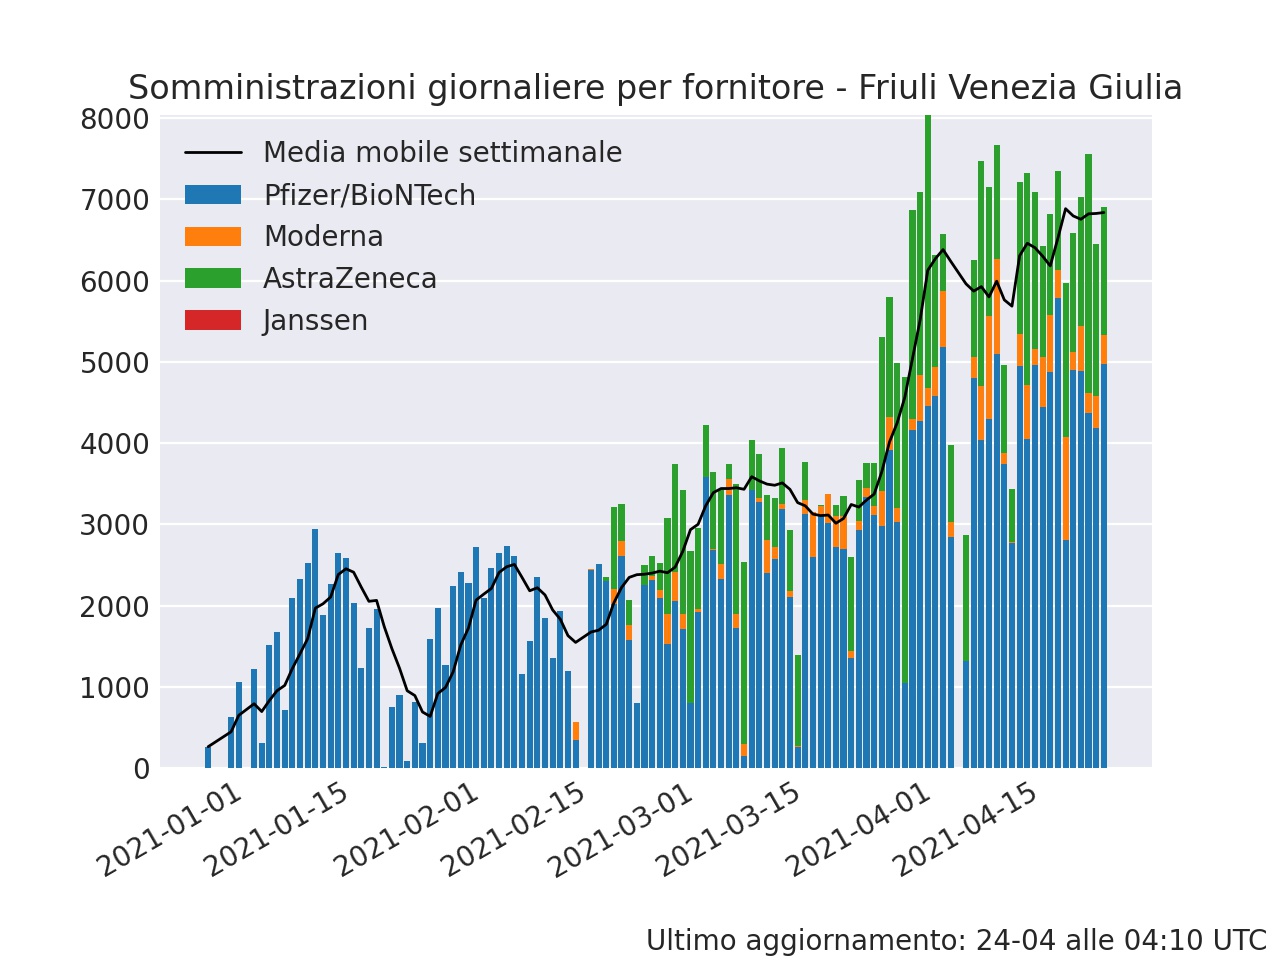 Somministrazioni giornaliere per fornitore - Friuli Venezia Giulia
8000
7000
6000
5000
4000
3000
2000
1000
0
Media mobile settimanale
Pfizer/BioNTech
Moderna
AstraZeneca
Janssen
2021-01-01
2021-01-15
2021-02-01
2021-02-15
2021-03-01
2021-03-15
2021-04-01
2021-04-15
Ultimo aggiornamento: 24-04 alle 04:10 UTC